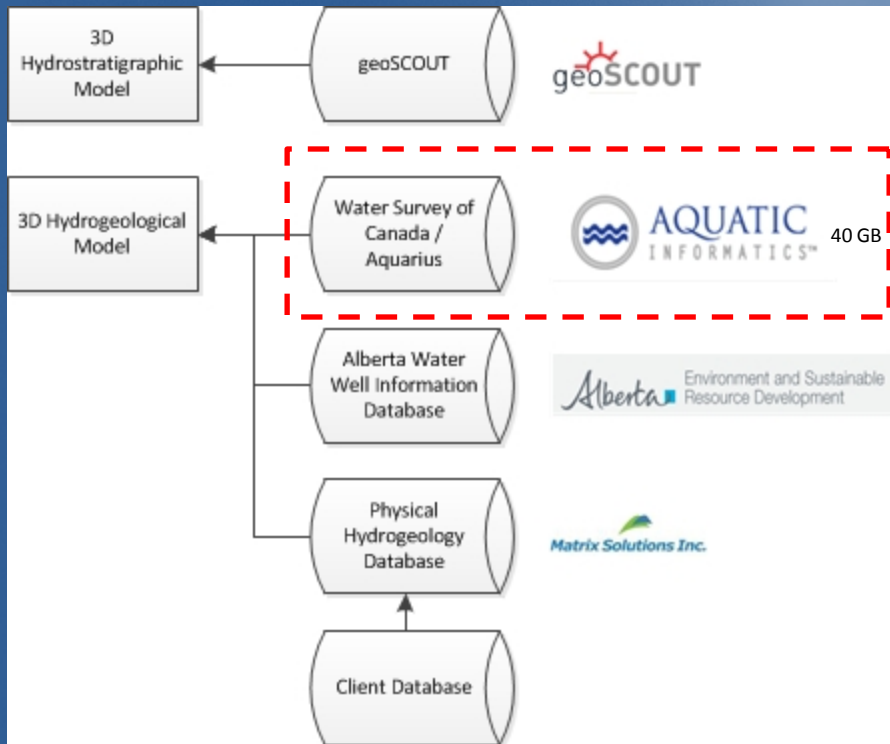 3D
Hydrostratigraphic
Model
geoSCOUT
geoSCOUT
3D Hydrogeological
Model
Water Survey of
Canada /
Aquarius
AQUATIC
INFORMATICS™
40 GB
Alberta Water
Well Information
Database
Alberta
Environment and Sustainable
Resource Development
Physical
Hydrogeology
Database
Matrix Solutions Inc.
Client Database